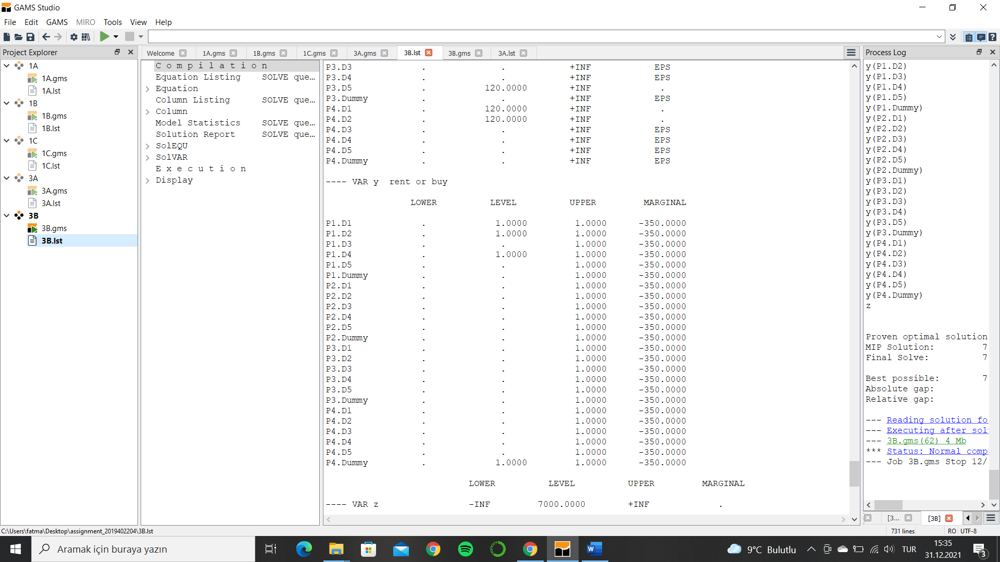 GAMS Studio
File Edit GAMS MIRO Tools View Help
Project Explorer
1A
1A.gms
1A.lst
1B
1B.gms
1B.lst
1C
1C.gms
1C.lst
3A
3A.gms
3A.lst
3B
3B.gms
3B.lst
Welcome 1A.gms 1B.gms 1C.gms 3A.gms 3B.lst 3B.gms 3A.lst
C o m p i l a t i o n
Equation Listing SOLVE que...
Equation
Column Listing SOLVE que...
Column
Model Statistics SOLVE que...
Solution Report SOLVE que...
SolEQU
SolVAR
E x e c u t i o n
Display
P3.D3 . . +INF EPS
P3.D4 . . +INF EPS
P3.D5 . 120.0000 +INF .
P3.Dummy . . +INF EPS
P4.D1 . 120.0000 +INF .
P4.D2 . 120.0000 +INF .
P4.D3 . . +INF EPS
P4.D4 . . +INF EPS
P4.D5 . . +INF EPS
P4.Dummy . . +INF EPS
---- VAR y rent or buy
LOWER LEVEL UPPER MARGINAL
P1.D1 . 1.0000 1.0000 -350.0000
P1.D2 . 1.0000 1.0000 -350.0000
P1.D3 . . 1.0000 -350.0000
P1.D4 . 1.0000 1.0000 -350.0000
P1.D5 . . 1.0000 -350.0000
P1.Dummy . . 1.0000 -350.0000
P2.D1 . . 1.0000 -350.0000
P2.D2 . . 1.0000 -350.0000
P2.D3 . . 1.0000 -350.0000
P2.D4 . . 1.0000 -350.0000
P2.D5 . . 1.0000 -350.0000
P2.Dummy . . 1.0000 -350.0000
P3.D1 . . 1.0000 -350.0000
P3.D2 . . 1.0000 -350.0000
P3.D3 . . 1.0000 -350.0000
P3.D4 . . 1.0000 -350.0000
P3.D5 . . 1.0000 -350.0000
P3.Dummy . . 1.0000 -350.0000
P4.D1 . . 1.0000 -350.0000
P4.D2 . . 1.0000 -350.0000
P4.D3 . . 1.0000 -350.0000
P4.D4 . . 1.0000 -350.0000
P4.D5 . . 1.0000 -350.0000
P4.Dummy . 1.0000 1.0000 -350.0000
LOWER LEVEL UPPER MARGINAL
---- VAR z -INF 7000.0000 +INF .
Process Log
y(P1.D2)
y(P1.D3)
y(P1.D4)
y(P1.D5)
y(P1.Dummy)
y(P2.D1)
y(P2.D2)
y(P2.D3)
y(P2.D4)
y(P2.D5)
y(P2.Dummy)
y(P3.D1)
y(P3.D2)
y(P3.D3)
y(P3.D4)
y(P3.D5)
y(P3.Dummy)
y(P4.D1)
y(P4.D2)
y(P4.D3)
y(P4.D4)
y(P4.D5)
y(P4.Dummy)
z
Proven optimal solution
MIP Solution: 7
Final Solve: 7
Best possible: 7
Absolute gap:
Relative gap:
--- Reading solution fo
--- Executing after sol
--- 3B.gms(62) 4 Mb
*** Status: Normal comp
--- Job 3B.gms Stop 12/
[3... [3B]
C:\Users\fatma\Desktop\assignment_2019402204\3B.lst
731 lines RO UTF-8
Aramak için buraya yazın
9°C Bulutlu
TUR
15:35
31.12.2021
3